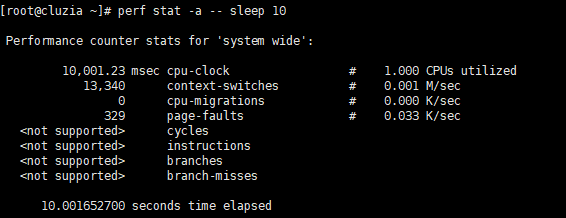 [root@cluzia ~]# perf stat -a -- sleep 10
Performance counter stats for 'system wide':
10,001.23 msec cpu-clock # 1.000 CPUs utilized
13,340 context-switches # 0.001 M/sec
0 cpu-migrations # 0.000 K/sec
329 page-faults # 0.033 K/sec
<not supported> cycles
<not supported> instructions
<not supported> branches
<not supported> branch-misses
10.001652700 seconds time elapsed